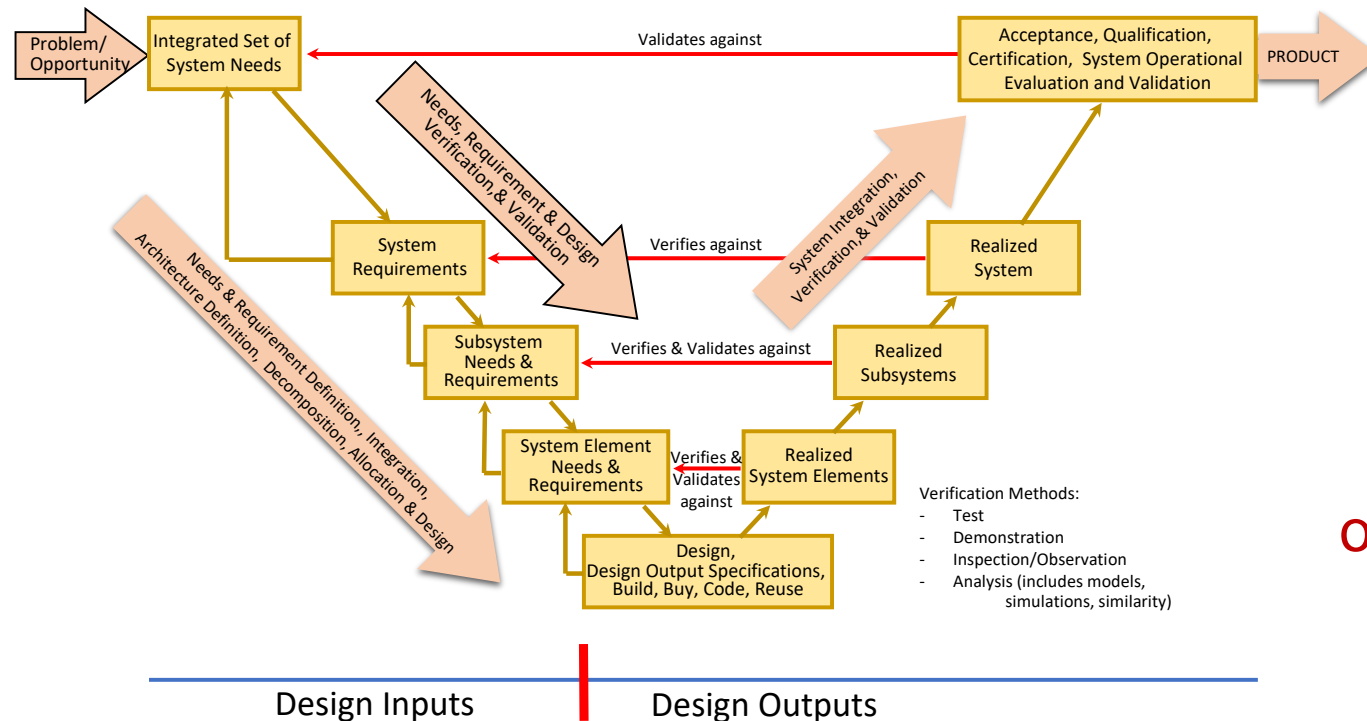 Problem/
Opportunity
Integrated Set of
System Needs
Validates against
Acceptance, Qualification,
Certification, System Operational
Evaluation and Validation
PRODUCT
Needs, Requirement & Design
Verification,& Validation
System Integration,
Verification,& Validation
Needs & Requirement Definition,, Integration,
Architecture Definition, Decomposition, Allocation & Design
System
Requirements
Verifies against
Realized
System
Subsystem
Needs &
Requirements
Verifies & Validates against
Realized
Subsystems
System Element
Needs &
Requirements
Verifies &
Validates
against
Realized
System Elements
Verification Methods:
- Test
- Demonstration
- Inspection/Observation
- Analysis (includes models,
simulations, similarity)
Design,
Design Output Specifications,
Build, Buy, Code, Reuse
Design Inputs
Design Outputs